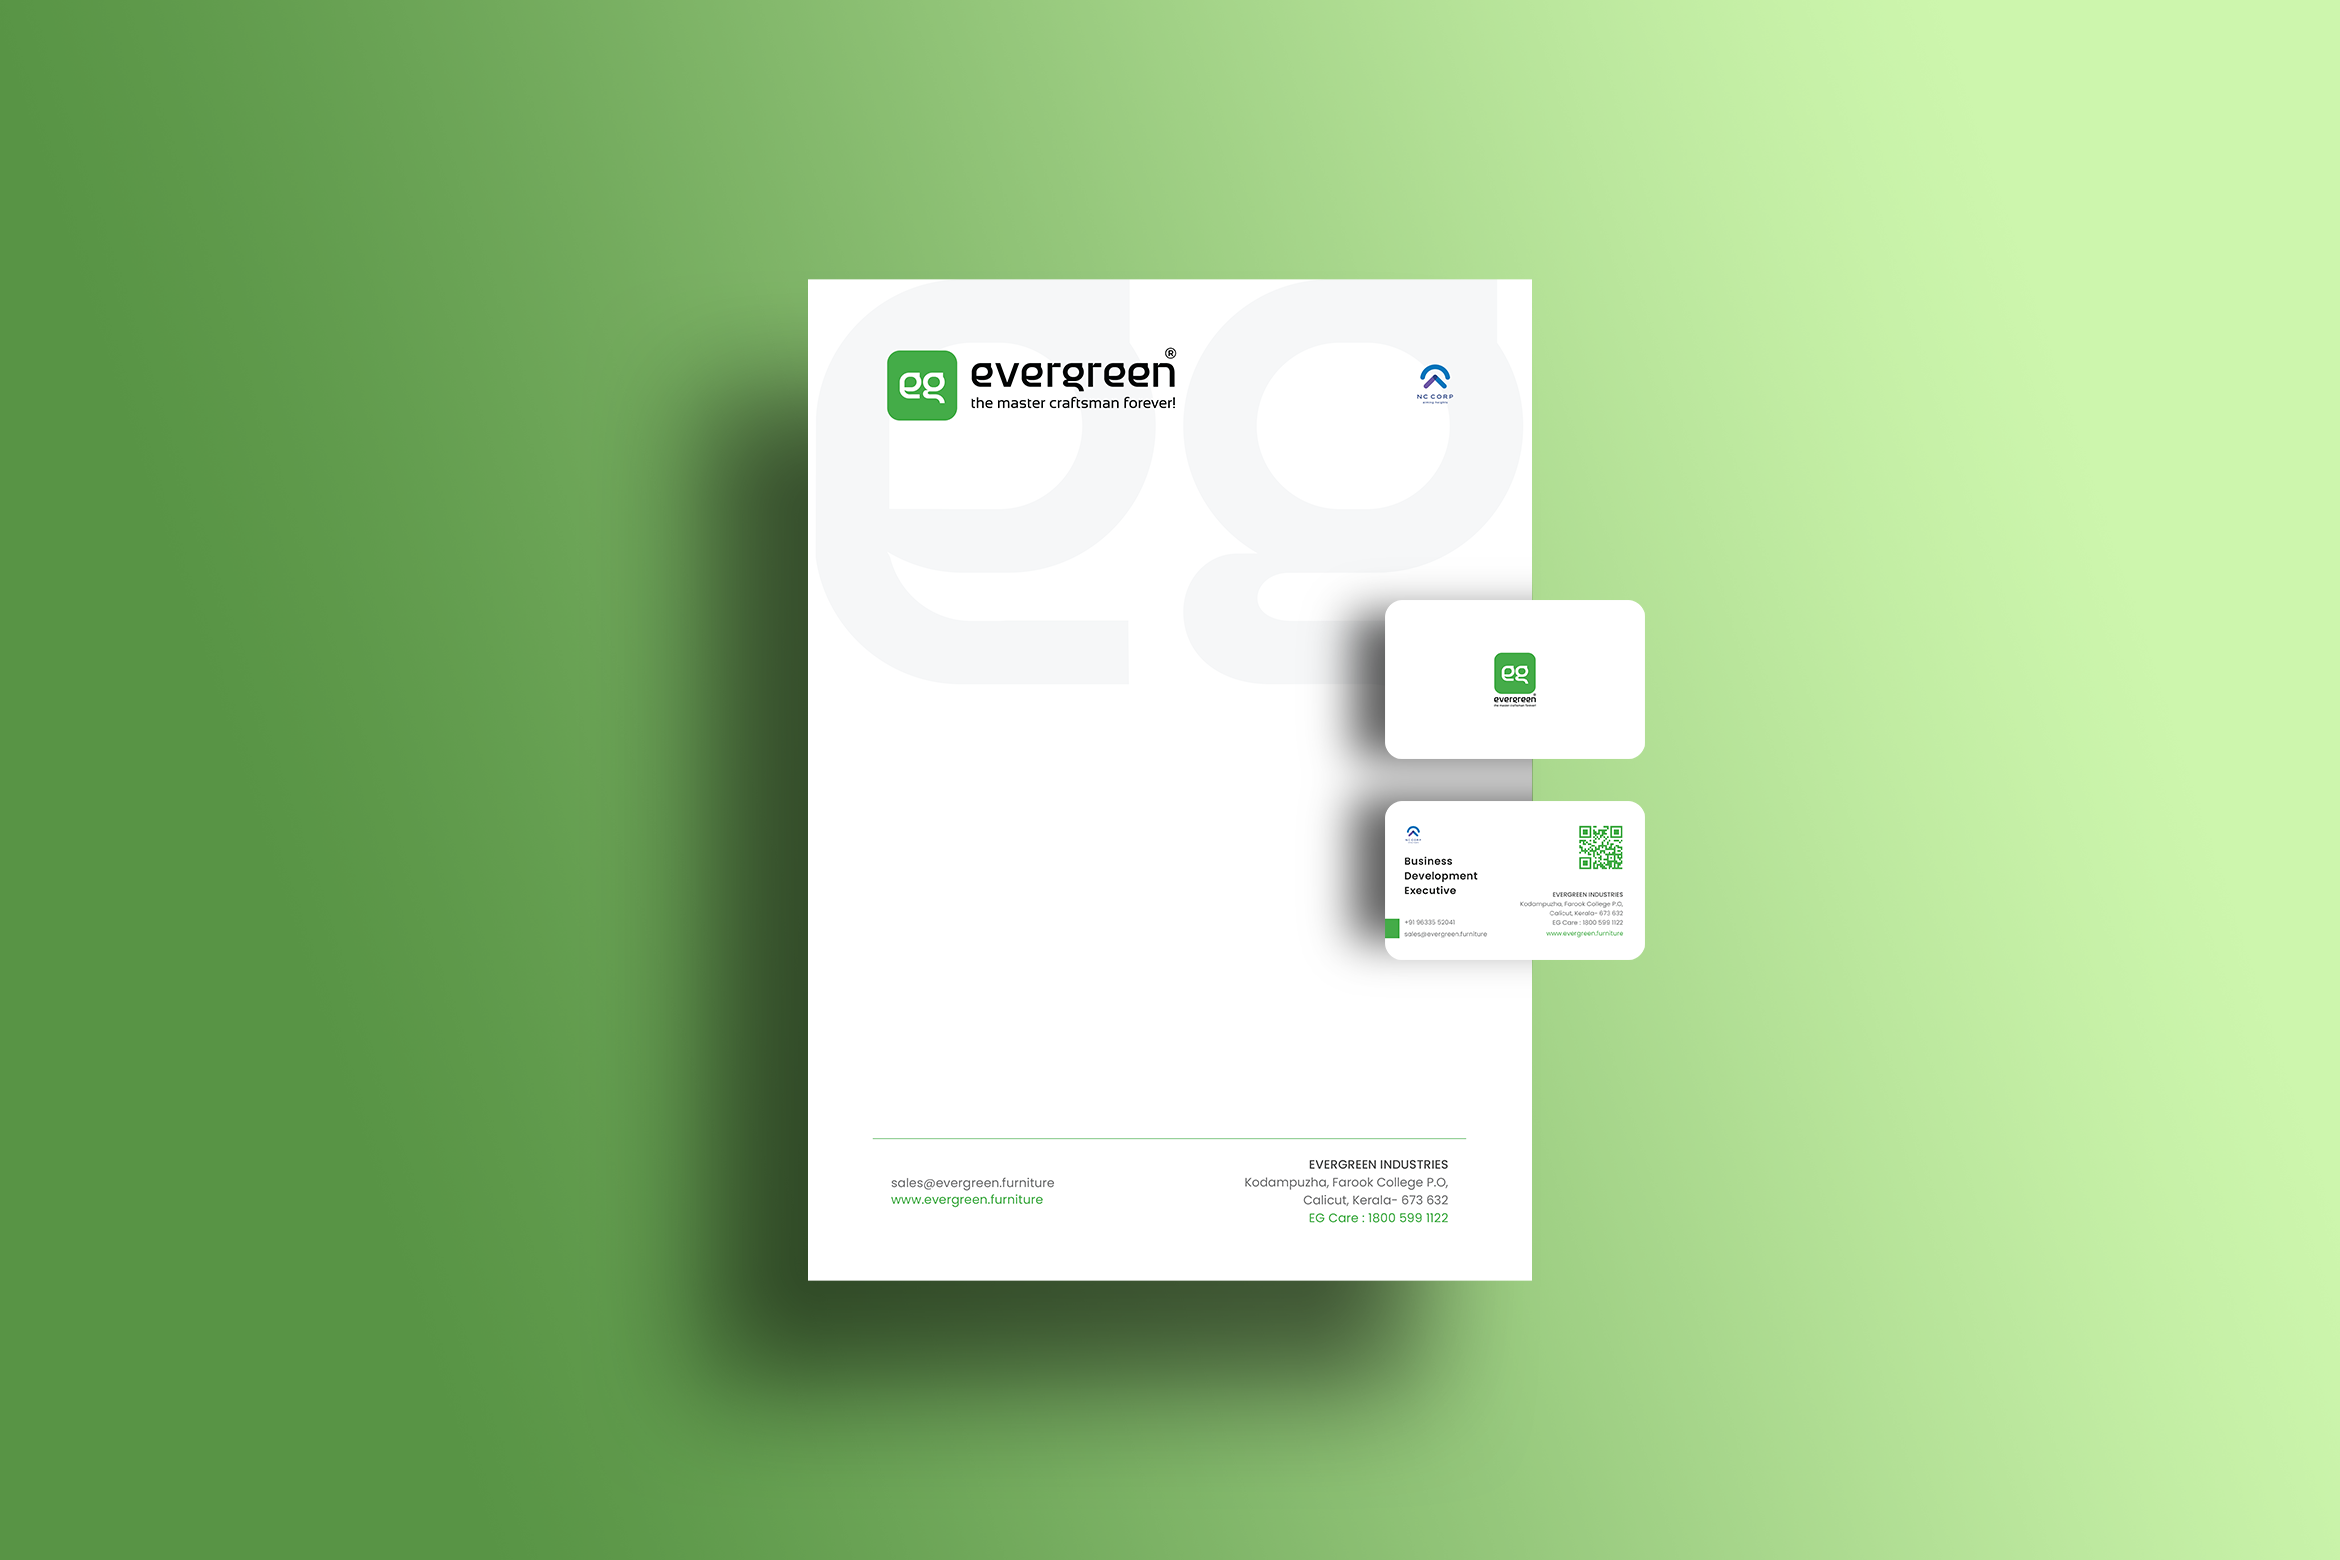 eg
evergreen®
the master craftsman forever!
NC CORP
eg
evergreen
the master craftsman forever!
NC CORP
Business
Development
Executive
+91 96335 52041
sales@evergreen.furniture
EVERGREEN INDUSTRIES
Kodampuzha, Farook College P.O,
Calicut, Kerala- 673 632
EG Care : 1800 599 1122
www.evergreen.furniture
sales@evergreen.furniture
www.evergreen.furniture
EVERGREEN INDUSTRIES
Kodampuzha, Farook College P.O,
Calicut, Kerala- 673 632
EG Care : 1800 599 1122